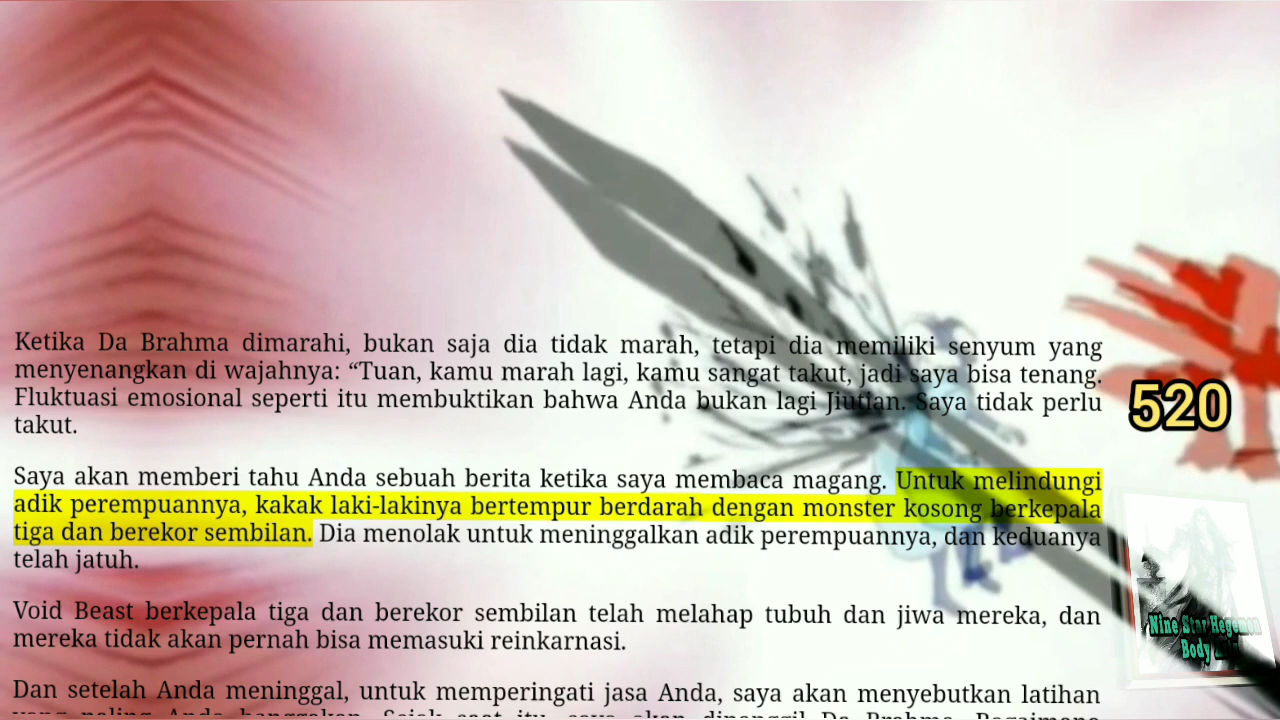 Ketika Da Brahma dimarahi, bukan saja dia tidak marah, tetapi dia memiliki senyum yang
menyenangkan di wajahnya: “Tuan, kamu marah lagi, kamu sangat takut, jadi saya bisa tenang.
Fluktuasi emosional seperti itu membuktikan bahwa Anda bukan lagi Jiutian. Saya tidak perlu
takut.
520
Saya akan memberi tahu Anda sebuah berita ketika saya membaca magang. Untuk melindungi
adik perempuannya, kakak laki-lakinya bertempur berdarah dengan monster kosong berkepala
tiga dan berekor sembilan. Dia menolak untuk meninggalkan adik perempuannya, dan keduanya
telah jatuh.
Void Beast berkepala tiga dan berekor sembilan telah melahap tubuh dan jiwa mereka, dan
mereka tidak akan pernah bisa memasuki reinkarnasi.
Nine Star Hegemon
Body
Dan setelah Anda meninggal, untuk memperingati jasa Anda, saya akan menyebutkan latihan